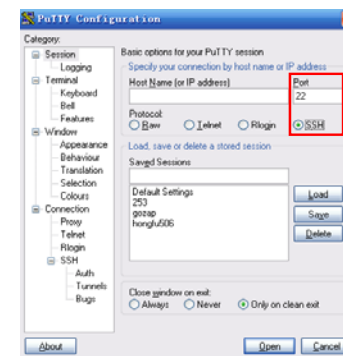 PuTTY Configuration
Category:
Session
Logging
Terminal
Keyboard
Bell
Features
Window
Appearance
Behaviour
Translation
Selection
Colours
Connection
Proxy
Telnet
Rlogin
SSH
Auth
Tunnels
Bugs
Basic options for your PuTTY session
Specify your connection by host name or IP address
Host Name (or IP address)
Port
22
Protocol:
Raw
Telnet
Rlogin
SSH
Load, save or delete a stored session
Saved Sessions
Default Settings
253
gozap
hongfu506
Load
Save
Delete
Close window on exit:
Always
Never
Only on clean exit
About
Open
Cancel